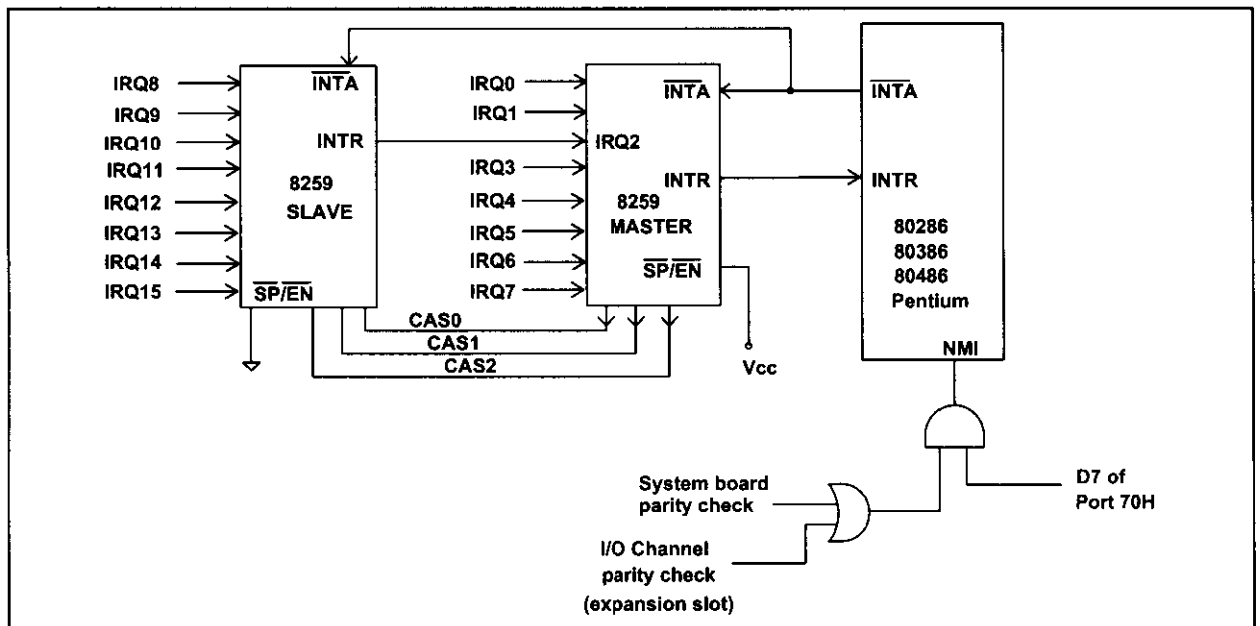 IRQ8
IRQ9
IRQ10
IRQ11
IRQ12
IRQ13
IRQ14
IRQ15
INTA
INTR
8259
SLAVE
SP/EN
IRQ0
IRQ1
IRQ2
IRQ3
IRQ4
IRQ5
IRQ6
IRQ7
INTA
INTR
8259
MASTER
SP/EN
CAS0
CAS1
CAS2
Vcc
INTA
INTR
80286
80386
80486
Pentium
NMI
System board
parity check
I/O Channel
parity check
(expansion slot)
D7 of
Port 70H